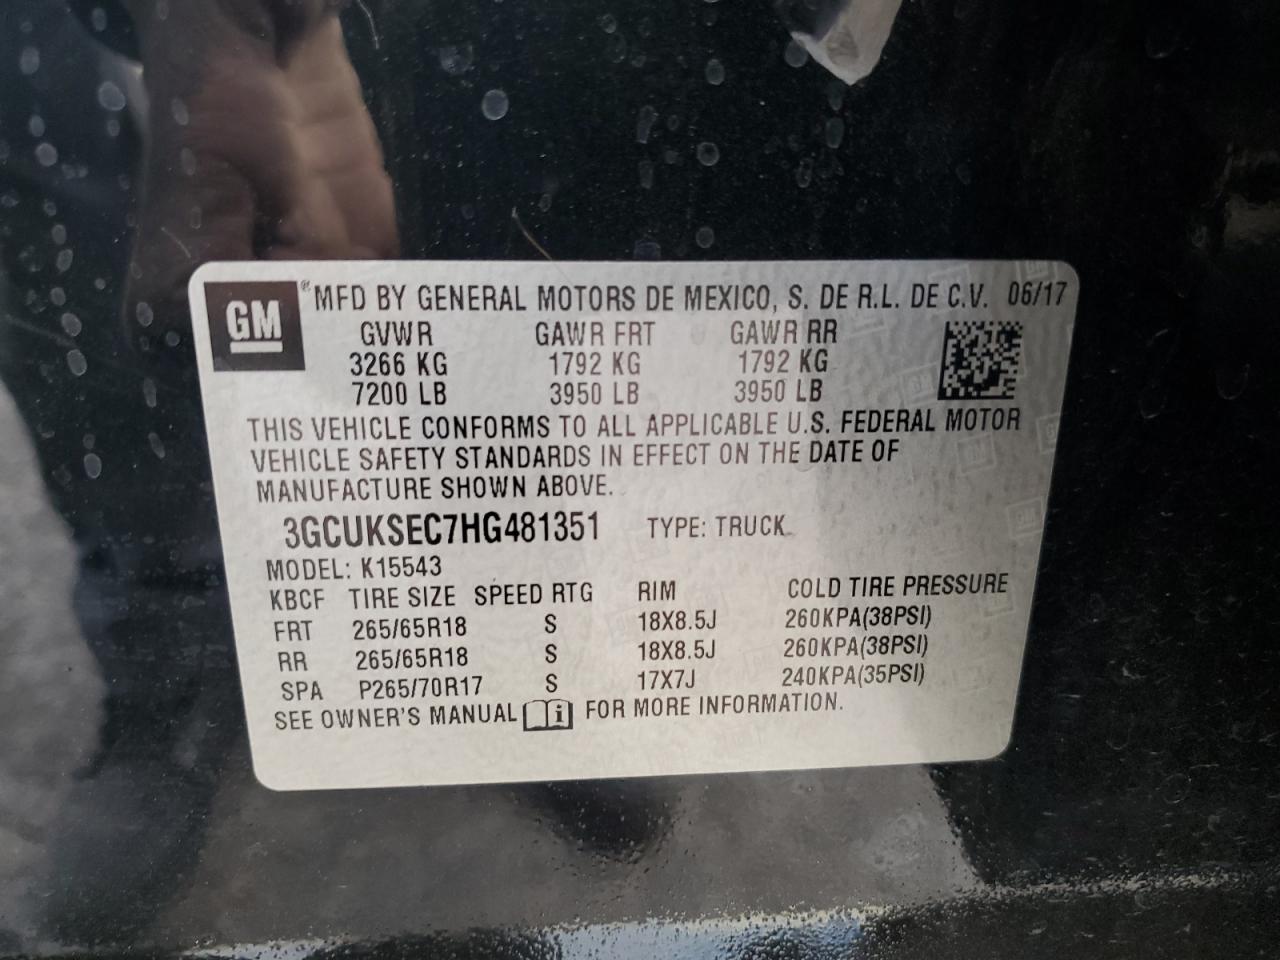 GM ® MFD BY GENERAL MOTORS DE MEXICO, S. DE R.L. DE C.V. 06/17
GVWR GAWR FRT GAWR RR
3266 KG 1792 KG 1792 KG
7200 LB 3950 LB 3950 LB
THIS VEHICLE CONFORMS TO ALL APPLICABLE U.S. FEDERAL MOTOR
VEHICLE SAFETY STANDARDS IN EFFECT ON THE DATE OF
MANUFACTURE SHOWN ABOVE.
3GCUKSEC7HG481351 TYPE: TRUCK
MODEL: K15543
KBCF TIRE SIZE SPEED RTG RIM COLD TIRE PRESSURE
FRT 265/65R18 S 18X8.5J 260KPA(38PSI)
RR 265/65R18 S 18X8.5J 260KPA(38PSI)
SPA P265/70R17 S 17X7J 240KPA(35PSI)
SEE OWNER'S MANUAL i FOR MORE INFORMATION.